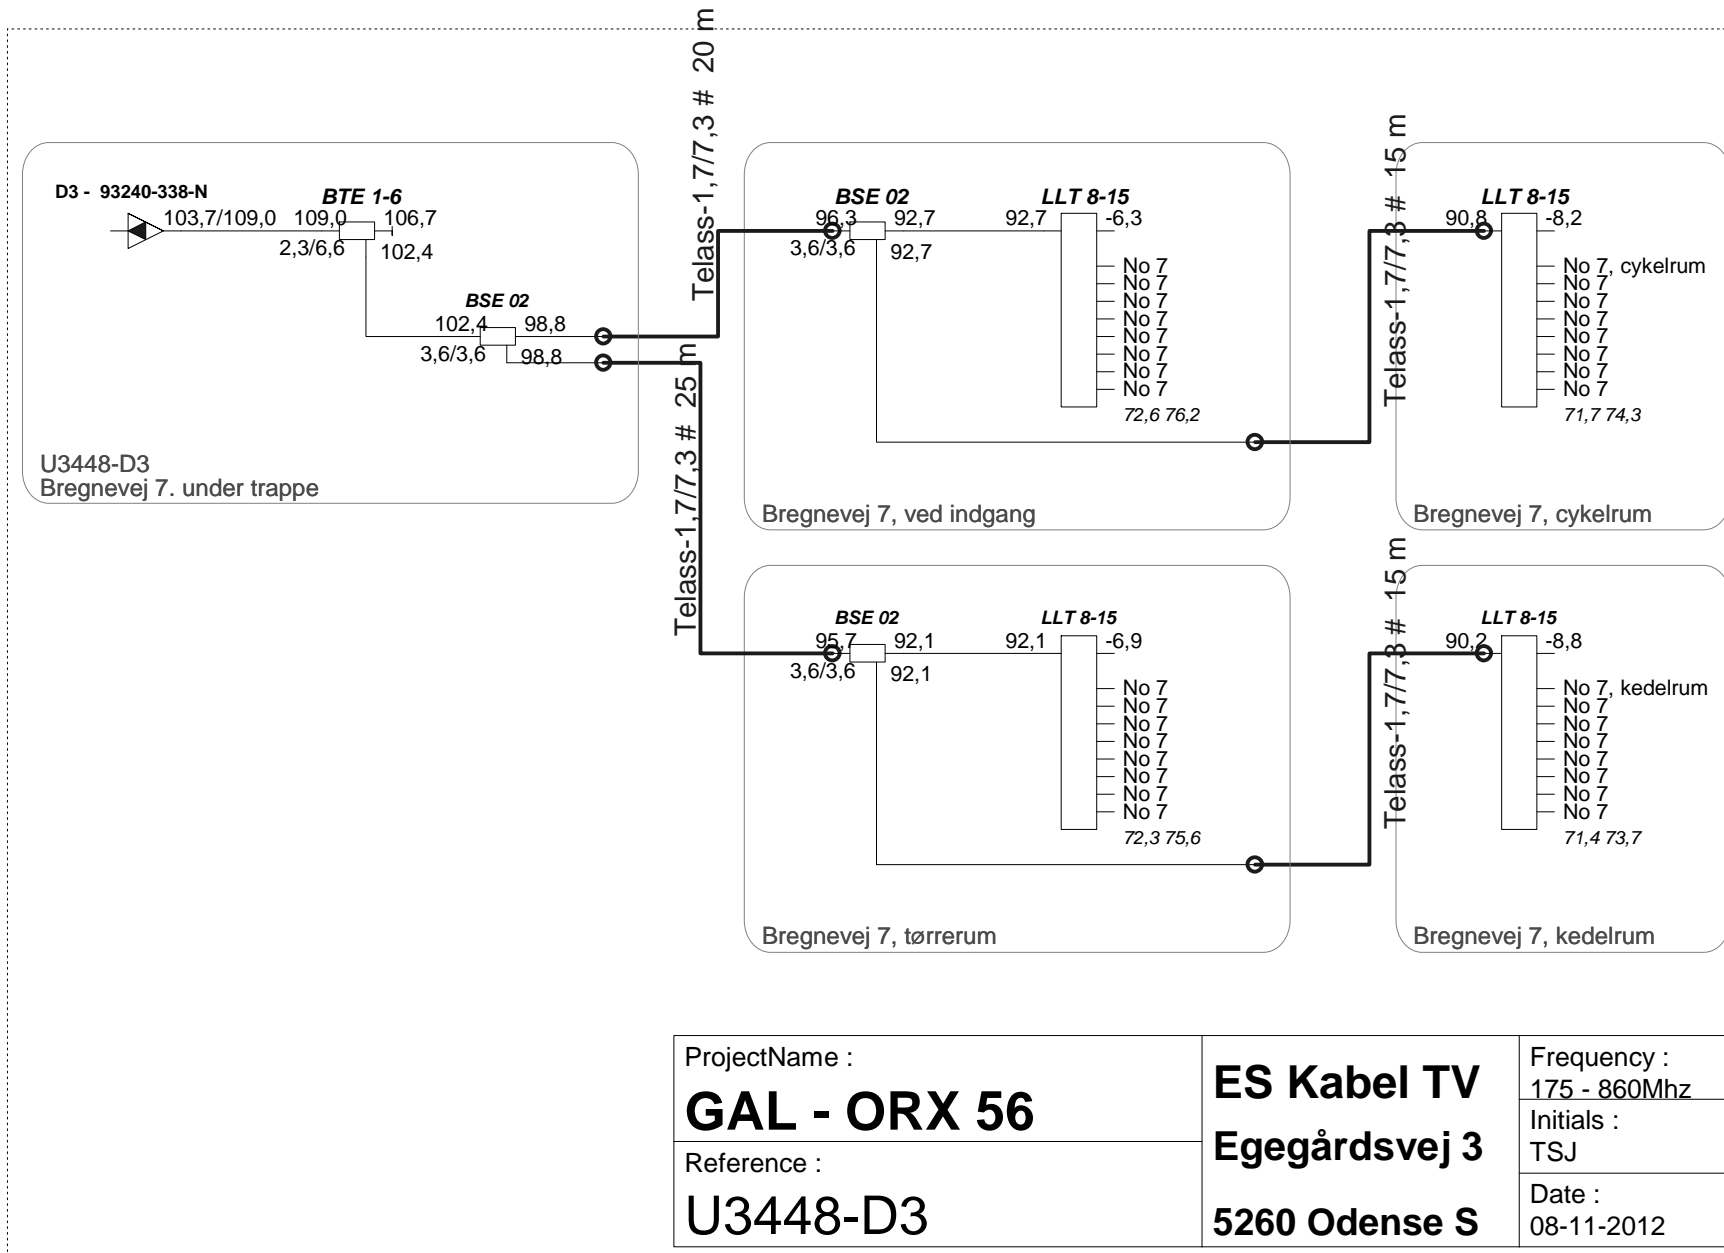 Telass-1,7/7,3 # 20 m
Telass-1,7/7,3 # 25 m
Telass-1,7/7,3 # 15 m
Telass-1,7/7,3 # 15 m
D3 - 93240-338-N
103,7/109,0
BTE 1-6
109,0
106,7
2,3/6,6
102,4
BSE 02
102,4
98,8
3,6/3,6
98,8
U3448-D3
Bregnevej 7. under trappe
BSE 02
96,3
92,7
3,6/3,6
92,7
LLT 8-15
92,7
-6,3
No 7
No 7
No 7
No 7
No 7
No 7
No 7
No 7
72,6 76,2
Bregnevej 7, ved indgang
LLT 8-15
90,8
-8,2
No 7, cykelrum
No 7
No 7
No 7
No 7
No 7
No 7
No 7
71,7 74,3
Bregnevej 7, cykelrum
BSE 02
95,7
92,1
3,6/3,6
92,1
LLT 8-15
92,1
-6,9
No 7
No 7
No 7
No 7
No 7
No 7
No 7
No 7
72,3 75,6
Bregnevej 7, tørrerum
LLT 8-15
90,2
-8,8
No 7, kedelrum
No 7
No 7
No 7
No 7
No 7
No 7
No 7
71,4 73,7
Bregnevej 7, kedelrum
ProjectName :
GAL - ORX 56
Reference :
U3448-D3
ES Kabel TV
Egegårdsvej 3
5260 Odense S
Frequency :
175 - 860Mhz
Initials :
TSJ
Date :
08-11-2012